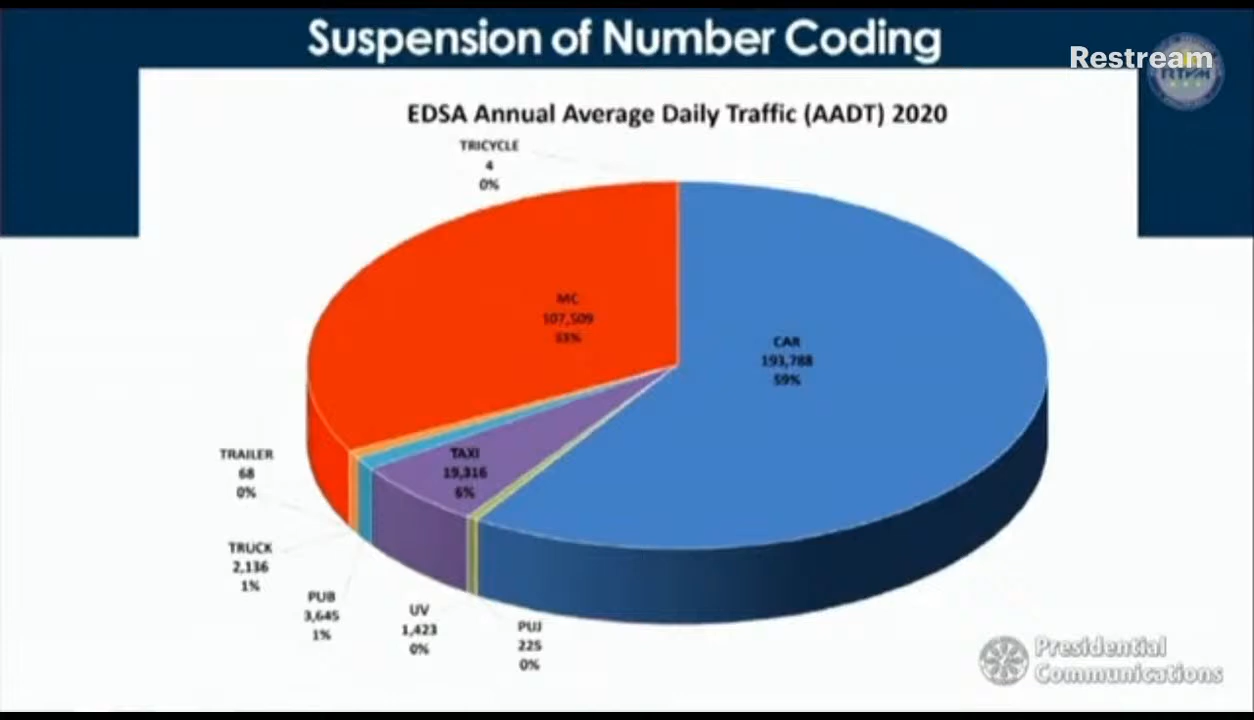 Suspension of Number Coding
Restream
RTVM
EDSA Annual Average Daily Traffic (AADT) 2020
TRICYCLE
4
0%
MC
107,509
33%
CAR
193,788
59%
TAXI
19,316
6%
TRAILER
68
0%
TRUCK
2,136
1%
PUB
3,645
1%
UV
1,423
0%
PUJ
225
0%
Presidential
Communications